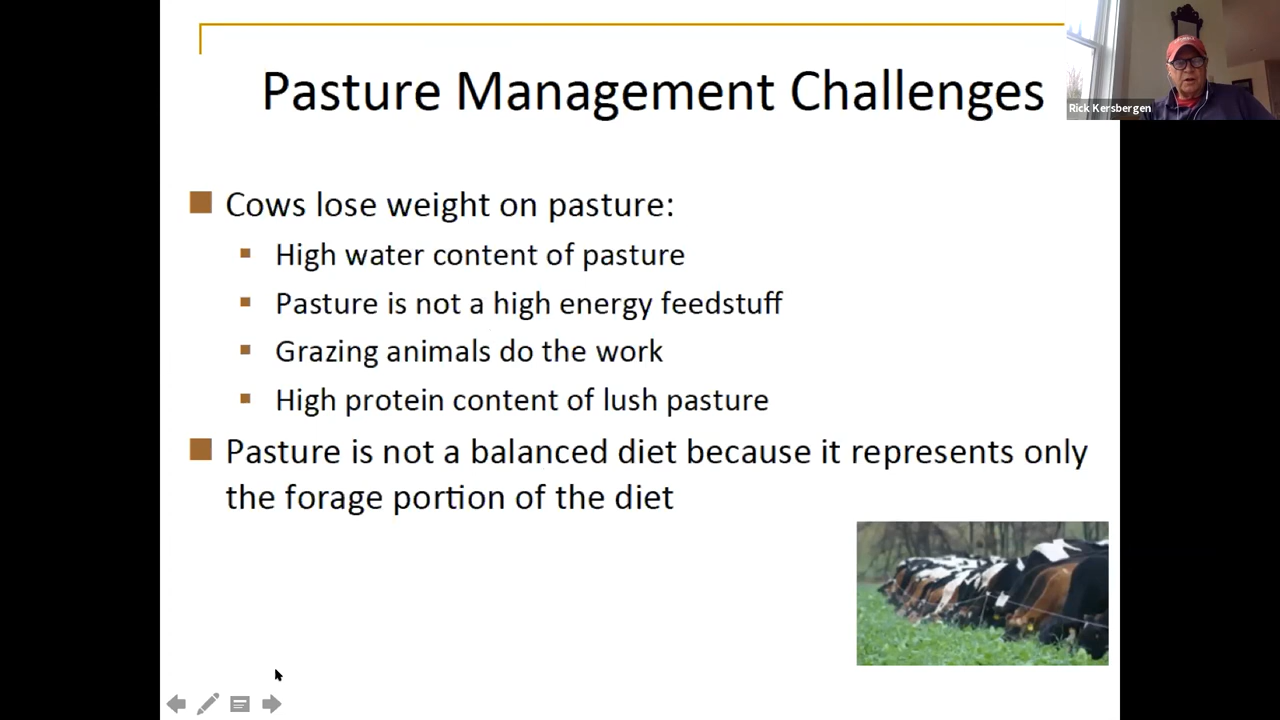 Pasture Management Challenges
Rick Kersbergen
Cows lose weight on pasture:
High water content of pasture
Pasture is not a high energy feedstuff
Grazing animals do the work
High protein content of lush pasture
Pasture is not a balanced diet because it represents only
the forage portion of the diet